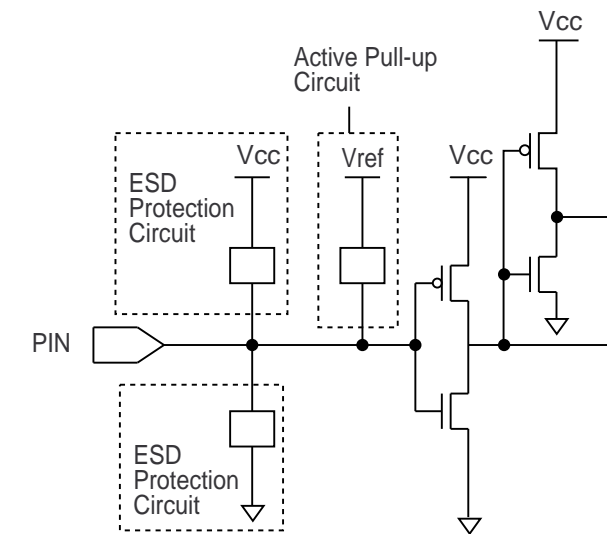 Vcc
Active Pull-up
Circuit
Vcc
Vref
Vcc
ESD
Protection
Circuit
PIN
ESD
Protection
Circuit